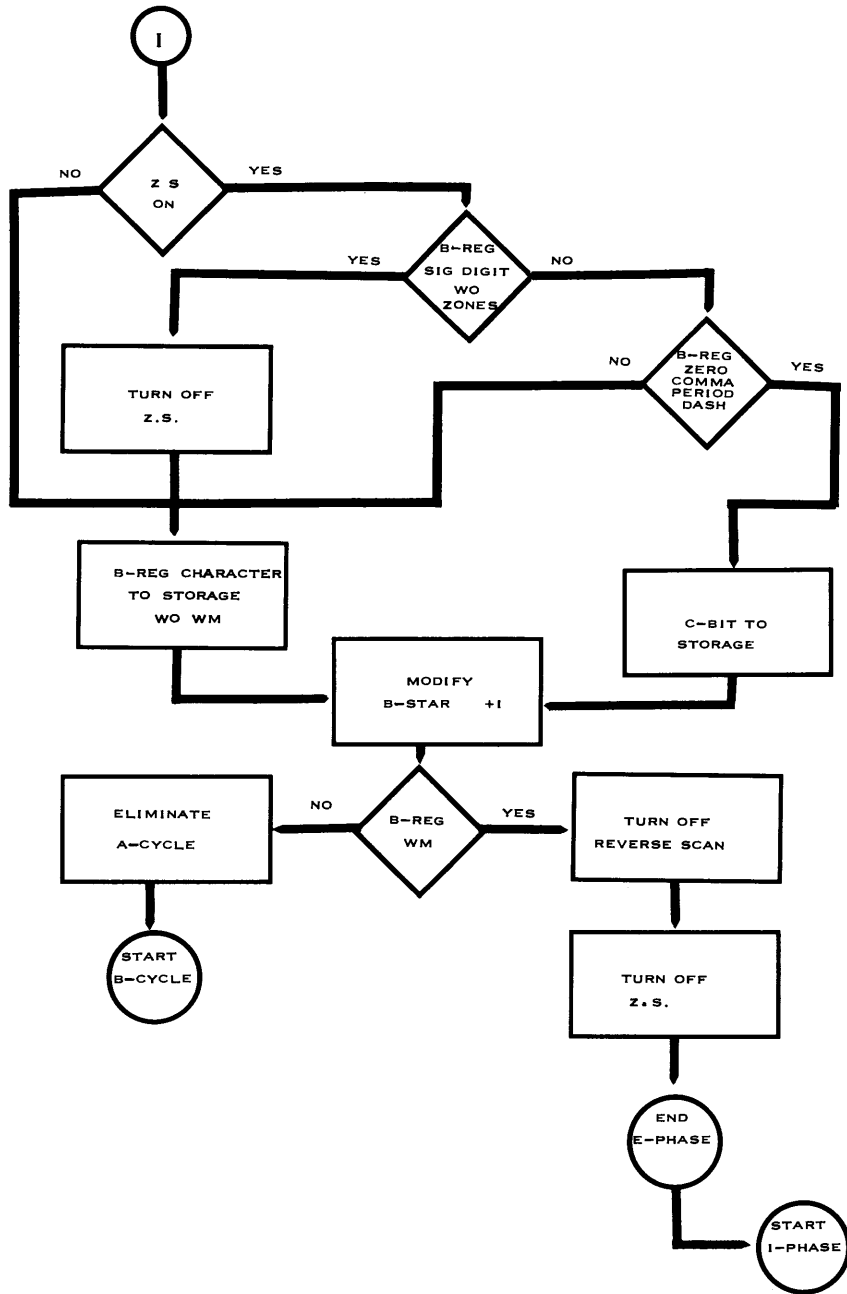 I
NO
Z S
ON
YES
YES
B-REG
SIG DIGIT
WO
ZONES
NO
NO
B-REG
ZERO
COMMA
PERIOD
DASH
YES
TURN OFF
Z.S.
B-REG CHARACTER
TO STORAGE
WO WM
C-BIT TO
STORAGE
MODIFY
B-STAR +1
ELIMINATE
A-CYCLE
NO
B-REG
WM
YES
TURN OFF
REVERSE SCAN
START
B-CYCLE
TURN OFF
Z.S.
END
E-PHASE
START
I-PHASE